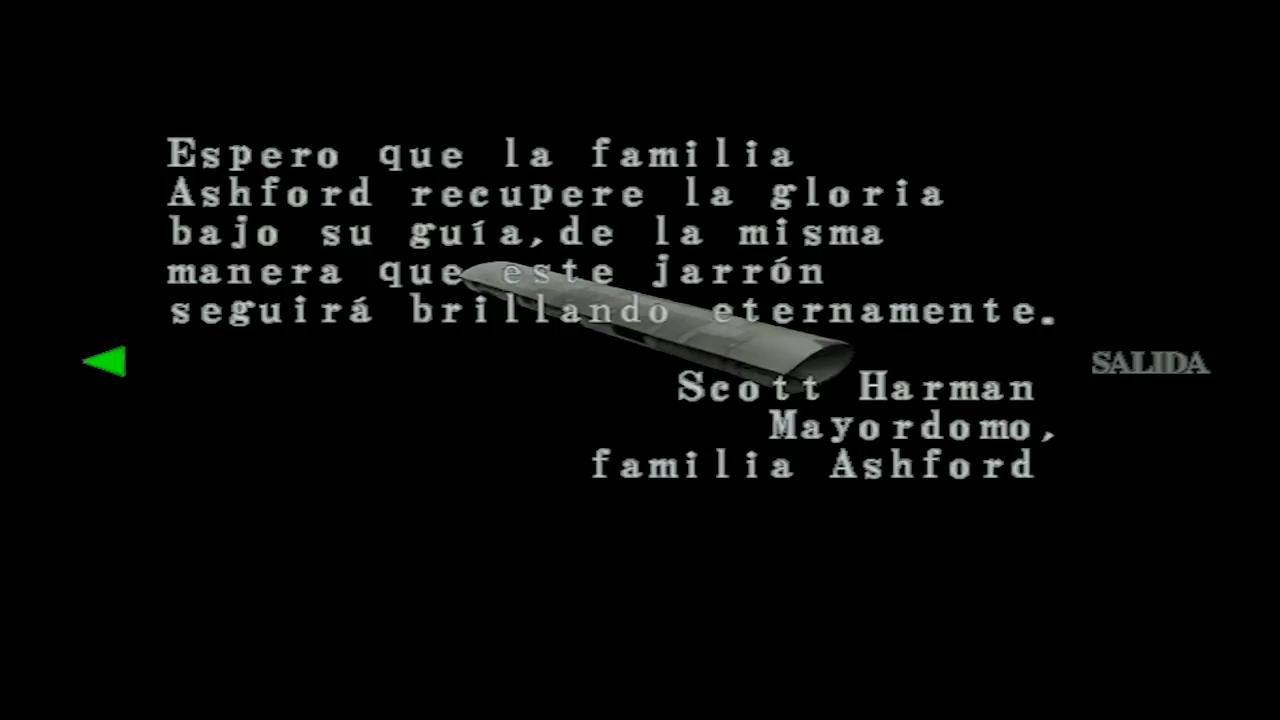 Espero que la familia
Ashford recupere la gloria
bajo su guía,de la misma
manera que este jarrón
seguirá brillando eternamente.
SALIDA
Scott Harman
Mayordomo,
familia Ashford